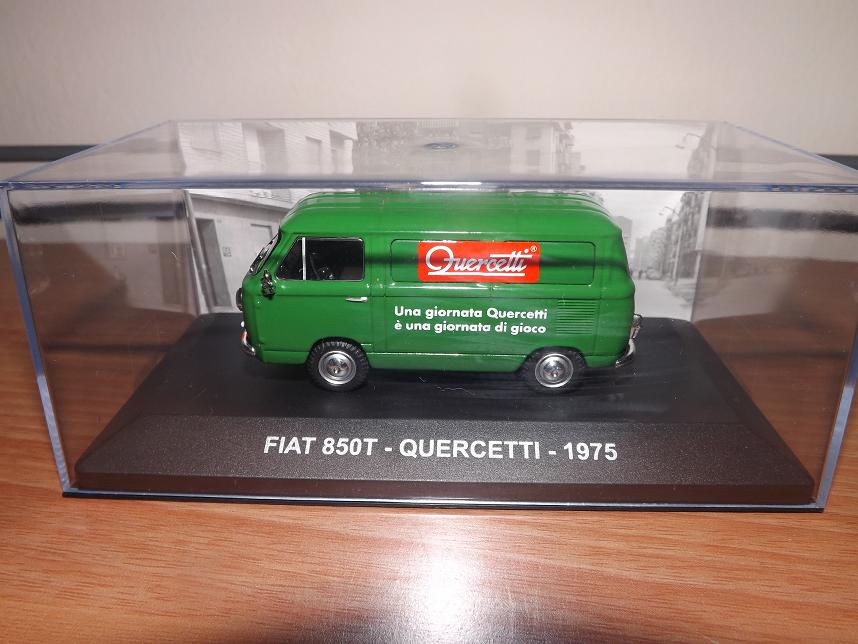 Quercetti®
Una giornata Quercetti
è una giornata di gioco
FIAT 850T - QUERCETTI - 1975